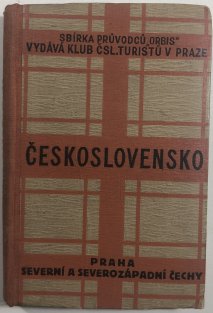 SBÍRKA PRŮVODCŮ „ORBIS"
VYDÁVÁ KLUB ČSL. TURISTŮ V PRAZE
ČESKOSLOVENSKO
PRAHA
SEVERNÍ A SEVEROZÁPADNÍ ČECHY